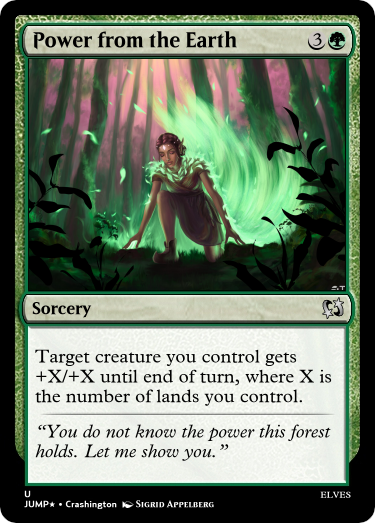 Power from the Earth 3
Sorcery
Target creature you control gets
+X/+X until end of turn, where X is
the number of lands you control.
“You do not know the power this forest
holds. Let me show you.”
U ELVES
JUMP★ • Crashington Sigrid Appelberg